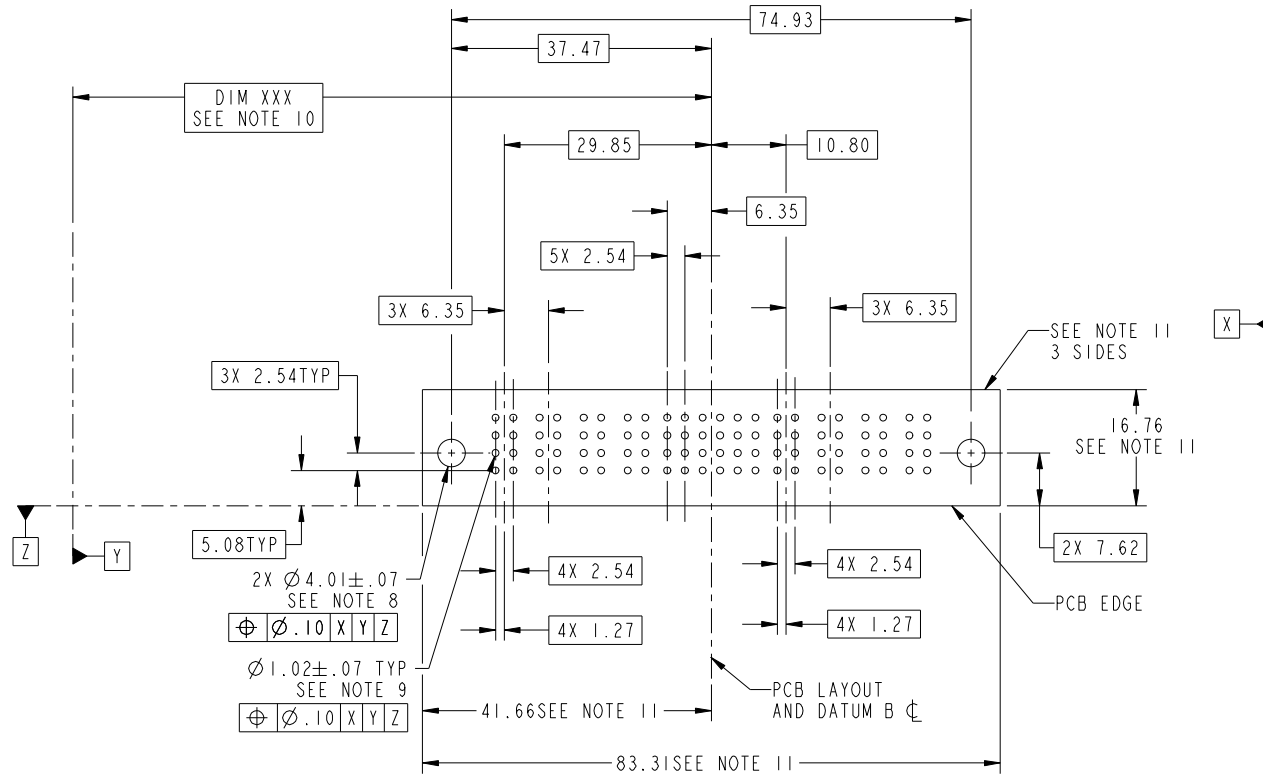 74.93
37.47
DIM XXX
SEE NOTE 10
29.85
10.80
6.35
5X 2.54
3X 6.35
3X 6.35
SEE NOTE 11
3 SIDES
X
3X 2.54TYP
16.76
SEE NOTE 11
Z
Y
5.08TYP
2X 7.62
2X Ø4.01±.07
SEE NOTE 8
⌖ Ø.10 X Y Z
4X 2.54
4X 2.54
PCB EDGE
4X 1.27
4X 1.27
Ø1.02±.07 TYP
SEE NOTE 9
⌖ Ø.10 X Y Z
PCB LAYOUT
AND DATUM B ℄
41.66SEE NOTE 11
83.31SEE NOTE 11